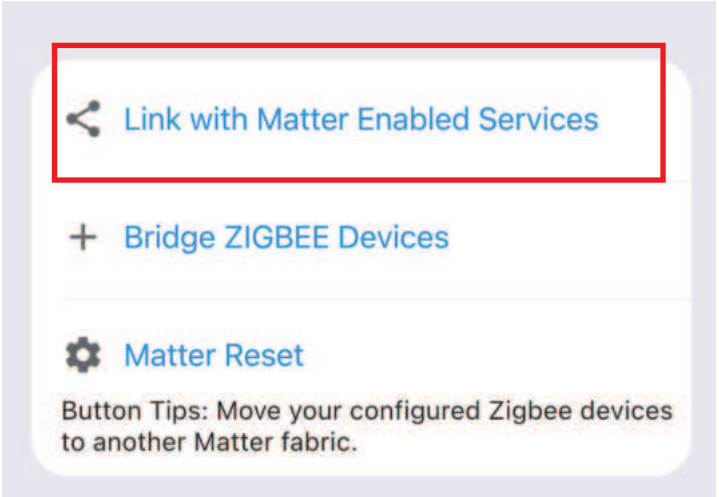 Link with Matter Enabled Services
Bridge ZIGBEE Devices
Matter Reset
Button Tips: Move your configured Zigbee devices
to another Matter fabric.